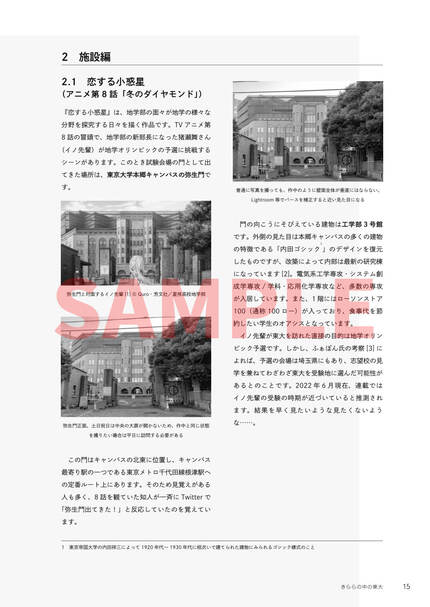 2 施設編
2.1 恋する小惑星
（アニメ第 8 話「冬のダイヤモンド」）
『恋する小惑星』は、地学部の面々が地学の様々な
分野を探究する日々を描く作品です。TV アニメ第
8 話の冒頭で、地学部の新部長になった猪瀬舞さん
（イノ先輩）が地学オリンピックの予選に挑戦する
シーンがあります。このとき試験会場の門として出
てきた場所は、東京大学本郷キャンパスの弥生門で
す。
弥生門と対面するイノ先輩 [1] © Quro・芳文社／星咲高校地学部
弥生門正面。土日祝日は中央の大扉が開かないため、作中と同じ状態
を撮りたい場合は平日に訪問する必要がある
この門はキャンパスの北東に位置し、キャンパス
最寄り駅の一つである東京メトロ千代田線根津駅へ
の定番ルート上にあります。そのため見覚えがある
人も多く、8 話を観ていた知人が一斉に Twitter で
「弥生門出てきた！」と反応していたのを覚えてい
ます。
普通に写真を撮っても、作中のように壁面全体が垂直にはならない。
Lightroom 等でパースを補正すると近い見た目になる
門の向こうにそびえている建物は工学部 3 号館
です。外側の見た目は本郷キャンパスの多くの建物
の特徴である「内田ゴシック」のデザインを復元
したものですが、改築によって内部は最新の研究棟
になっています [2]。電気系工学専攻・システム創
成学専攻 / 学科・応用化学専攻など、多数の専攻
が入居しています。また、1 階にはローソンストア
100（通称 100 ロー）が入っており、食事代を節
約したい学生のオアシスとなっています。
イノ先輩が東大を訪れた直接の目的は地学オリン
ピック予選です。しかし、ふぁぼん氏の考察 [3] に
よれば、予選の会場は埼玉県にもあり、志望校の見
学を兼ねてわざわざ東大を受験地に選んだ可能性が
あるとのことです。2022 年 6 月現在、連載では
イノ先輩の受験の時期が近づいていると推測され
ます。結果を早く見たいような見たくないよう
な……。
SAMPLE
1 東京帝国大学の内田祥三によって 1920 年代〜 1930 年代に相次いで建てられた建物にみられるゴシック様式のこと
きららの中の東大 15